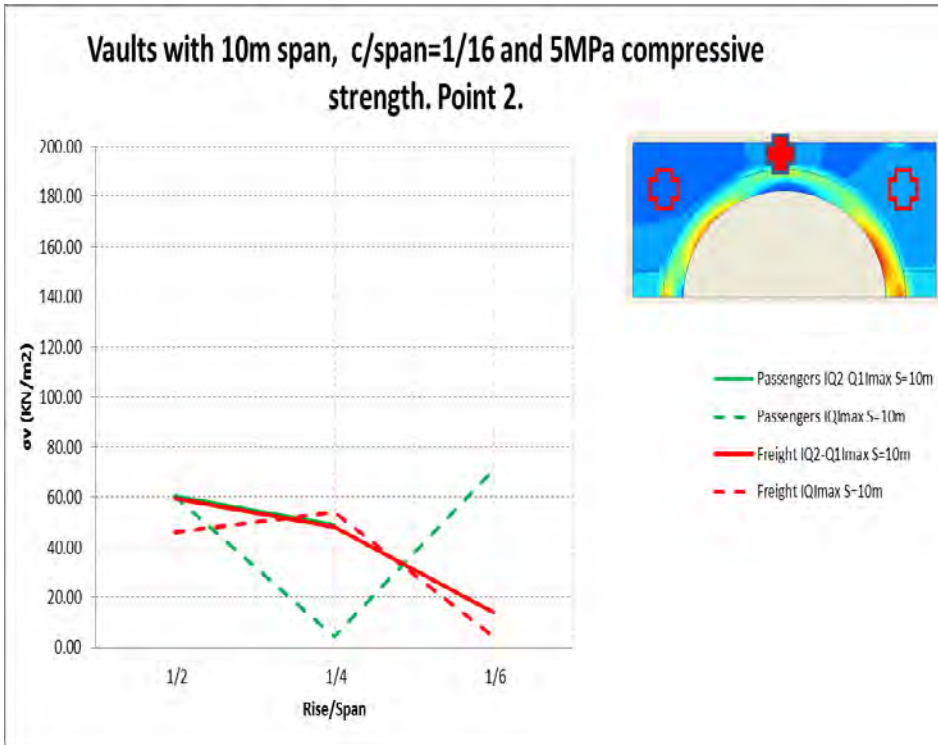 Vaults with 10m span, c/span=1/16 and 5MPa compressive
strength. Point 2.
200.00
180.00
160.00
140.00
120.00
100.00
80.00
60.00
40.00
20.00
0.00
σv (KN/m2)
1/2
1/4
1/6
Rise/Span
Passengers IQ2 Q1Imax S=10m
Passengers IQImax S=10m
Freight IQ2-Q1Imax S=10m
Freight IQImax S=10m